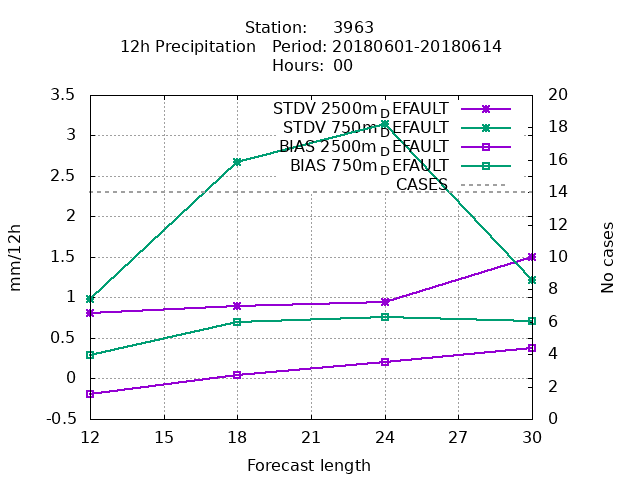 Station: 3963
12h Precipitation Period: 20180601-20180614
Hours: 00
STDV 2500m_DEFAULT
STDV 750m_DEFAULT
BIAS 2500m_DEFAULT
BIAS 750m_DEFAULT
CASES
3.5
3
2.5
2
1.5
1
0.5
0
-0.5
mm/12h
20
18
16
14
12
10
8
6
4
2
0
No cases
12 15 18 21 24 27 30
Forecast length